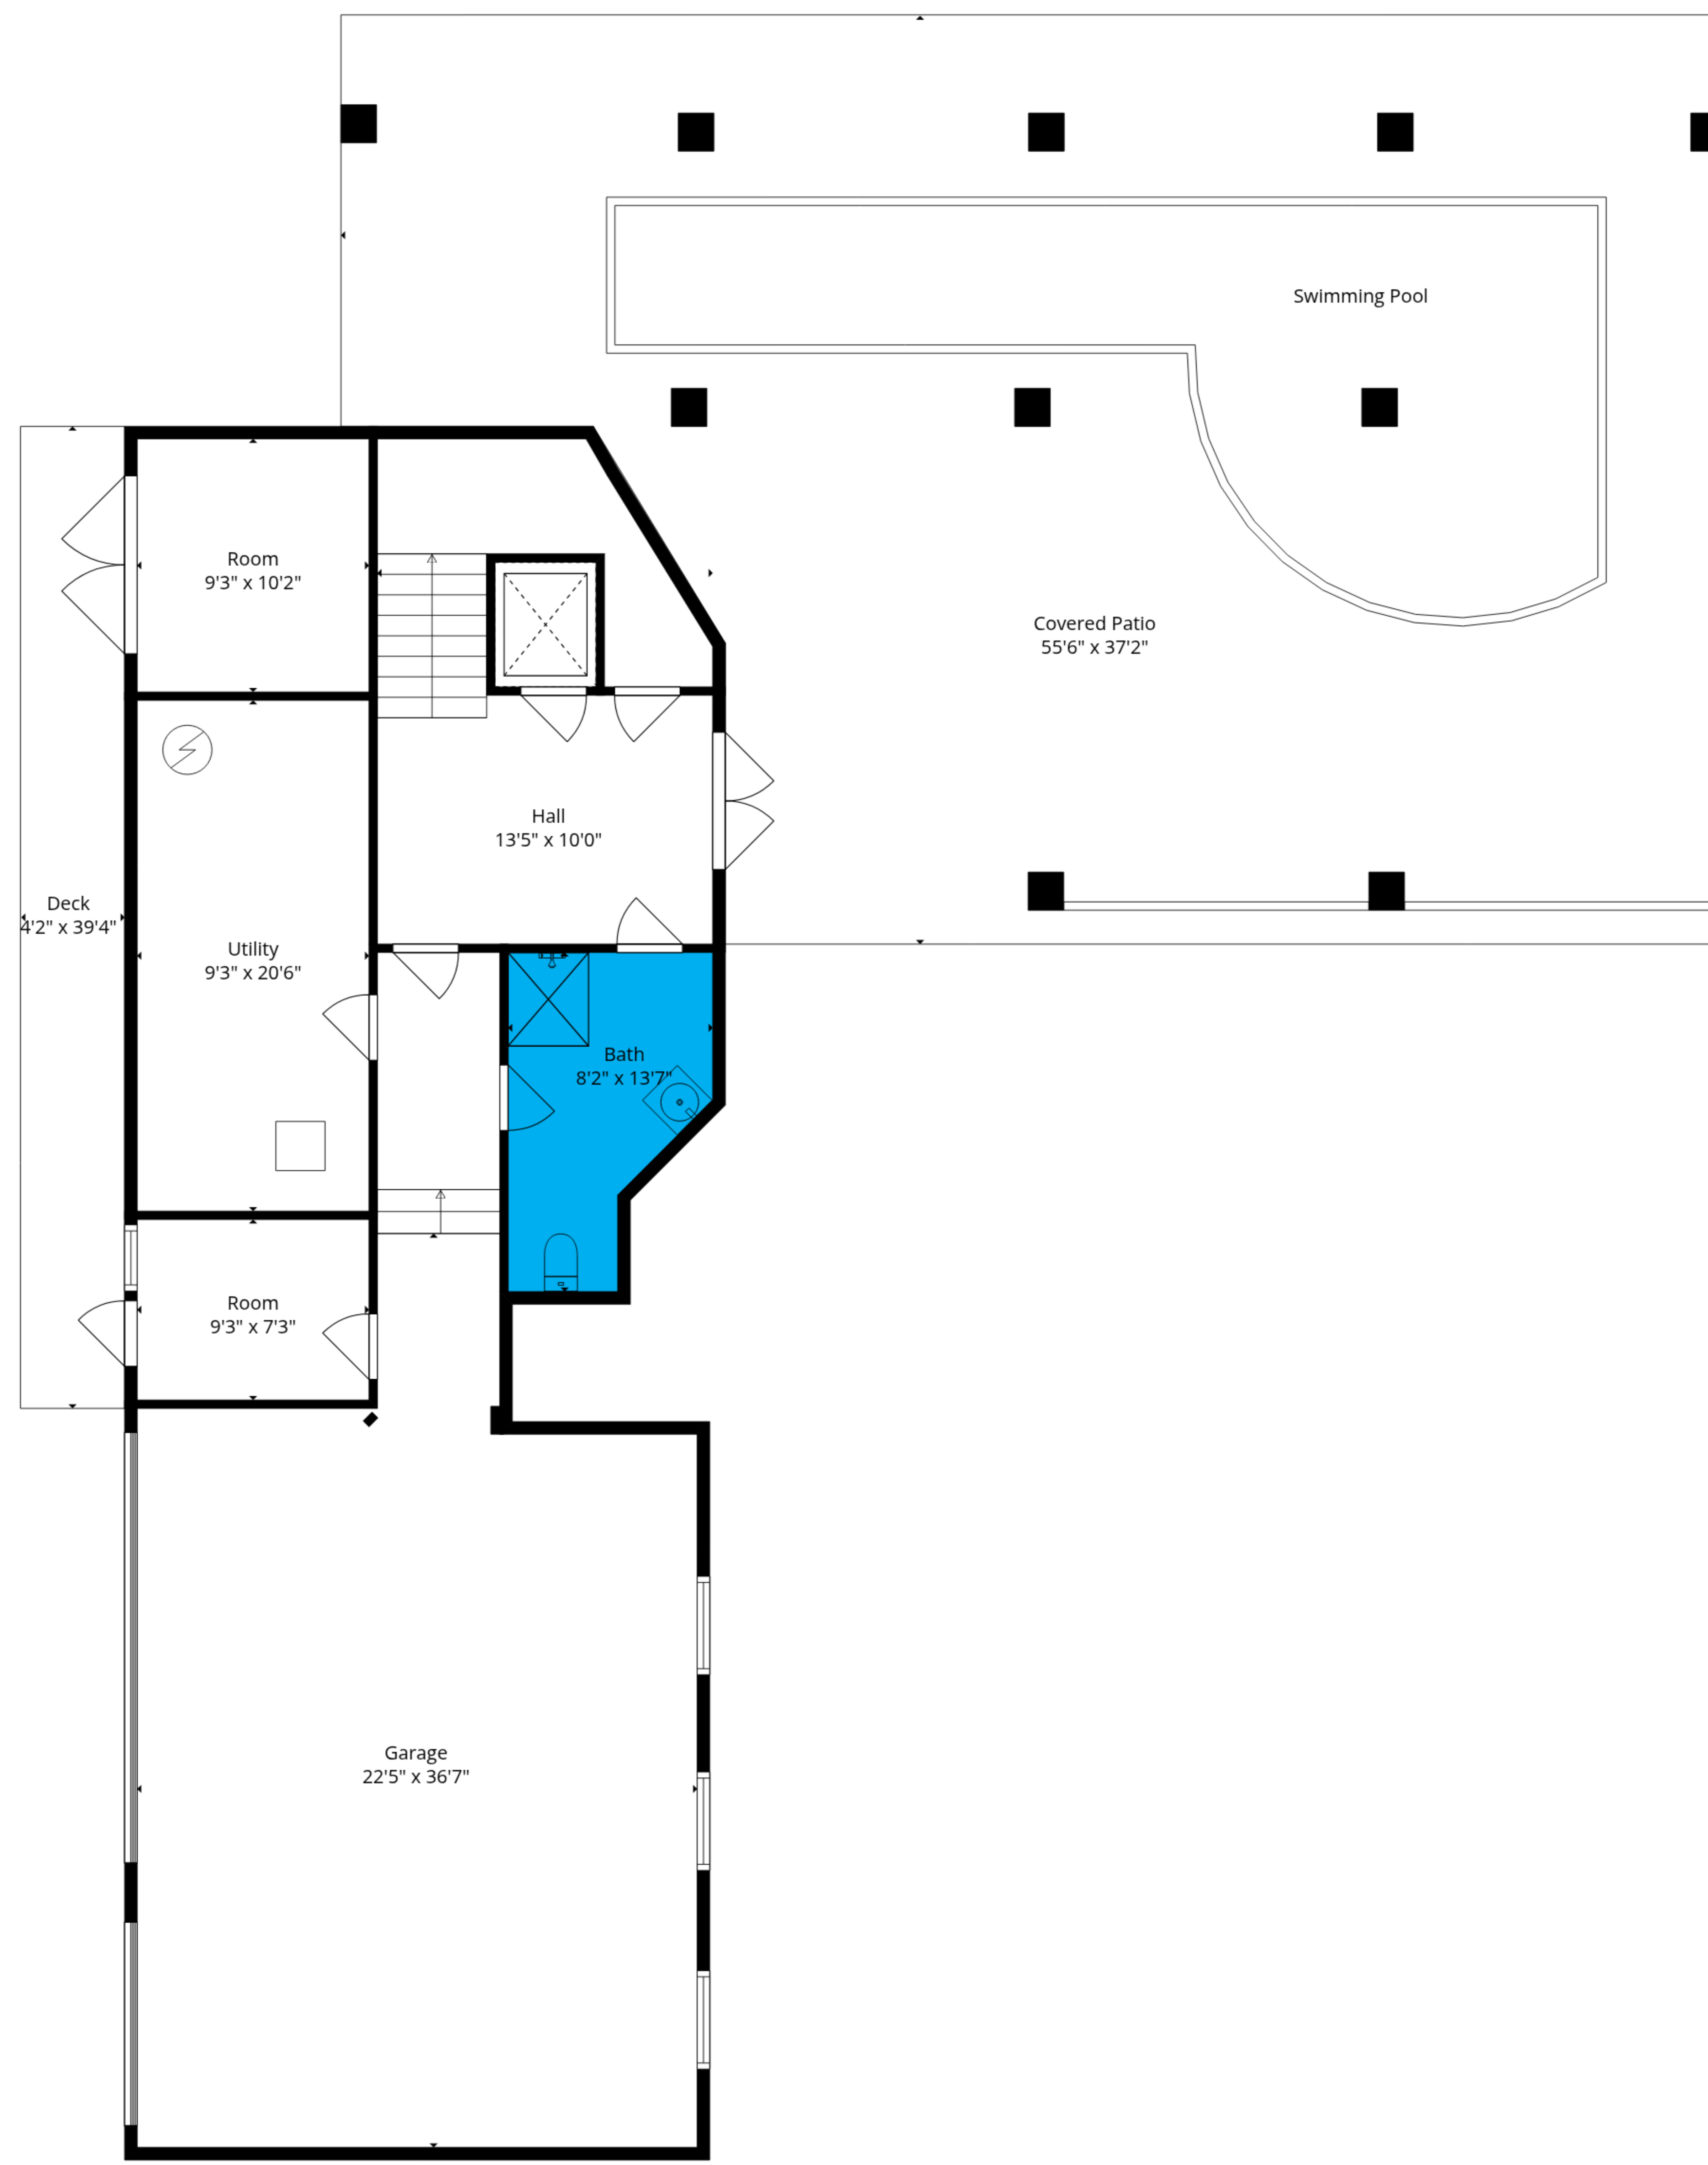 Swimming Pool
Room
9'3" x 10'2"
Covered Patio
55'6" x 37'2"
Hall
13'5" x 10'0"
Deck
4'2" x 39'4"
Utility
9'3" x 20'6"
Bath
8'2" x 13'7"
Room
9'3" x 7'3"
Garage
22'5" x 36'7"